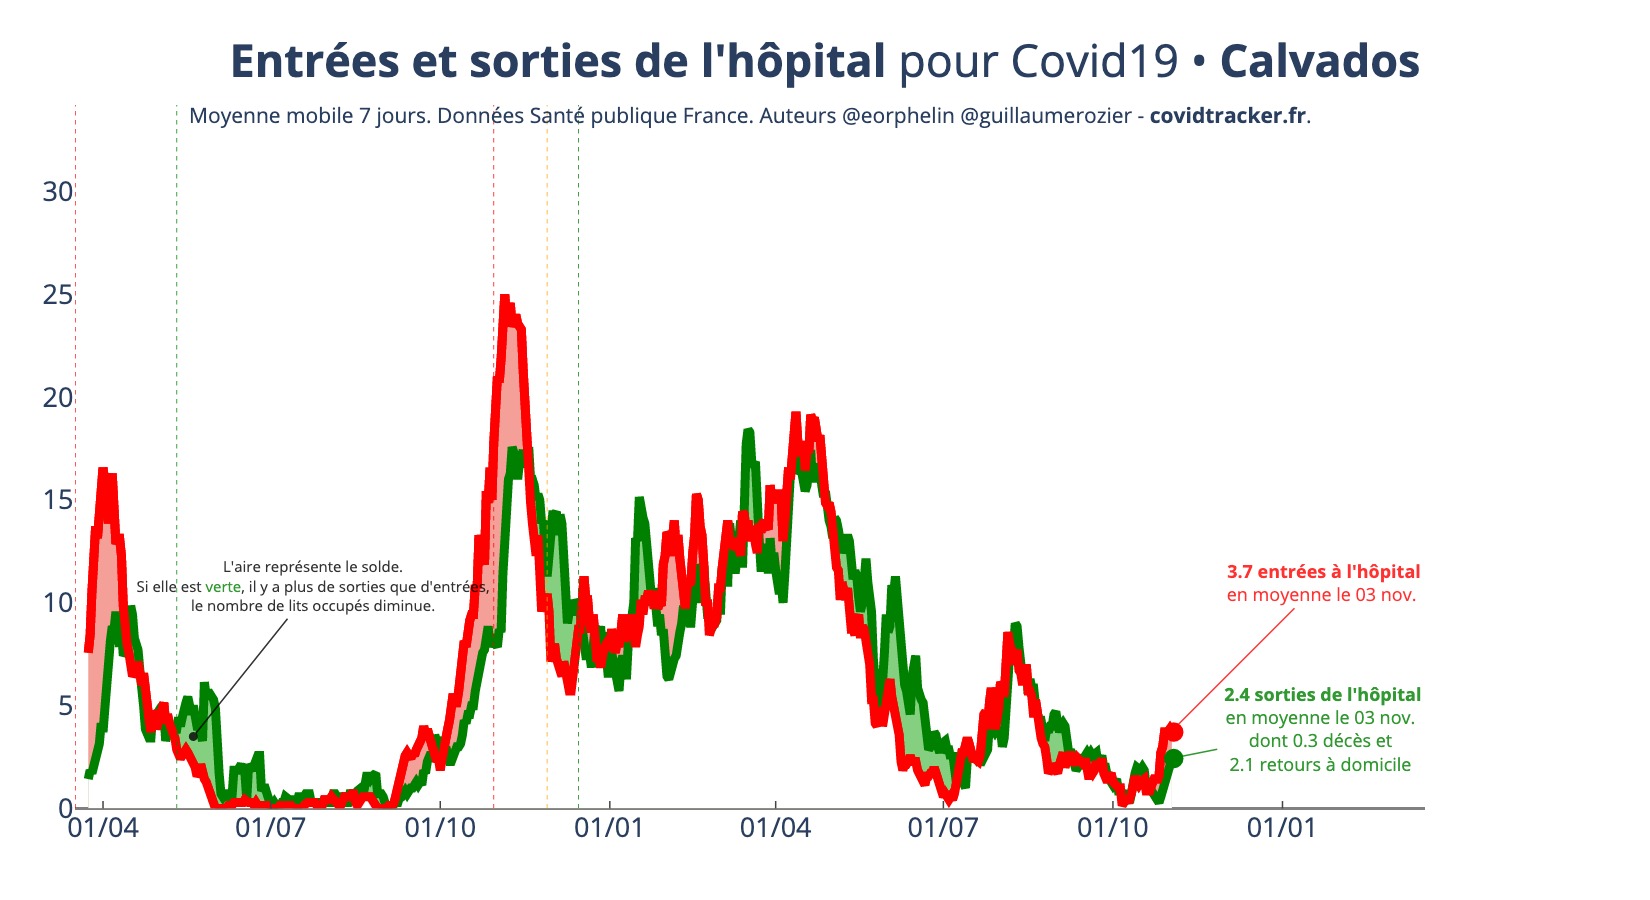 Entrées et sorties de l'hôpital pour Covid19 • Calvados
Moyenne mobile 7 jours. Données Santé publique France. Auteurs @eorphelin @guillaumerozier - covidtracker.fr.
30
25
20
15
10
5
0
L'aire représente le solde.
Si elle est verte, il y a plus de sorties que d'entrées,
le nombre de lits occupés diminue.
3.7 entrées à l'hôpital
en moyenne le 03 nov.
2.4 sorties de l'hôpital
en moyenne le 03 nov.
dont 0.3 décès et
2.1 retours à domicile
01/04 01/07 01/10 01/01 01/04 01/07 01/10 01/01